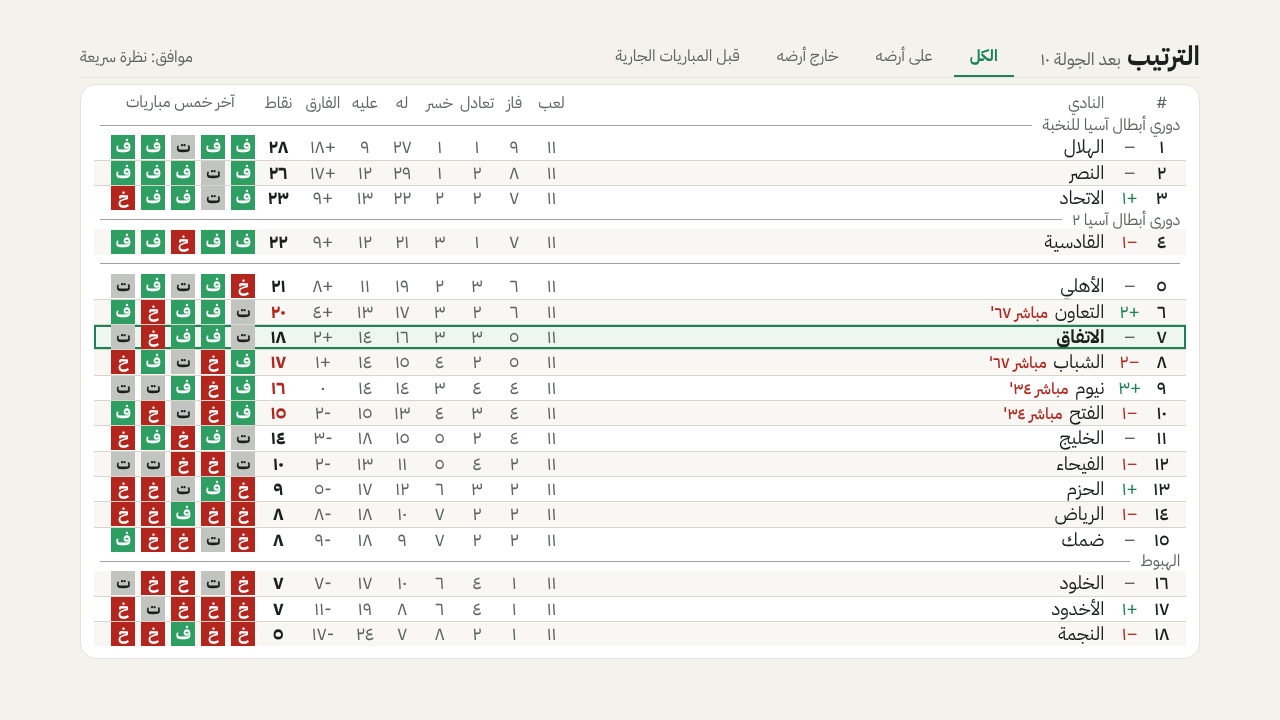 الترتيب بعد الجولة ١٠ الكل على أرضه خارج أرضه قبل المباريات الجارية موافق: نظرة سريعة
# النادي لعب فاز تعادل خسر له عليه الفارق نقاط آخر خمس مباريات
دوري أبطال آسيا للنخبة
١ – الهلال ١١ ٩ ١ ١ ٢٧ ٩ +١٨ ٢٨ ف ف ت ف ف
٢ – النصر ١١ ٨ ٢ ١ ٢٩ ١٢ +١٧ ٢٦ ف ت ف ف ف
٣ +١ الاتحاد ١١ ٧ ٢ ٢ ٢٢ ١٣ +٩ ٢٣ ف ت ف ف خ
دوري أبطال آسيا ٢
٤ −١ القادسية ١١ ٧ ١ ٣ ٢١ ١٢ +٩ ٢٢ ف ف خ ف ف
٥ – الأهلي ١١ ٦ ٣ ٢ ١٩ ١١ +٨ ٢١ خ ف ت ف ت
٦ +٢ التعاون مباشر ٦٧' ١١ ٦ ٢ ٣ ١٧ ١٣ +٤ ٢٠ ت ف خ خ ف
٧ – الاتفاق ١١ ٥ ٣ ٣ ١٦ ١٤ +٢ ١٨ ت ف ف خ ت
٨ −٢ الشباب مباشر ٦٧' ١١ ٥ ٢ ٤ ١٥ ١٤ +١ ١٧ ف خ ت ف خ
٩ +٣ نيوم مباشر ٣٤' ١١ ٤ ٤ ٣ ١٤ ١٤ ٠ ١٦ ف خ ف ت ت
١٠ −١ الفتح مباشر ٣٤' ١١ ٤ ٣ ٤ ١٣ ١٥ -٢ ١٥ ف خ ت خ ف
١١ – الخليج ١١ ٤ ٢ ٥ ١٥ ١٨ -٣ ١٤ ت ف خ ف خ
١٢ −١ الفيحاء ١١ ٢ ٤ ٥ ١١ ١٣ -٢ ١٠ ت خ خ ت ت
١٣ +١ الحزم ١١ ٢ ٣ ٦ ١٢ ١٧ -٥ ٩ خ ف ت خ خ
١٤ −١ الرياض ١١ ٢ ٢ ٧ ١٠ ١٨ -٨ ٨ خ خ ف خ خ
١٥ – ضمك ١١ ٢ ٢ ٧ ٩ ١٨ -٩ ٨ خ ت خ خ ف
الهبوط
١٦ – الخلود ١١ ١ ٤ ٦ ١٠ ١٧ -٧ ٧ خ ت خ خ ت
١٧ +١ الأخدود ١١ ١ ٤ ٦ ٨ ١٩ -١١ ٧ خ خ خ ت خ
١٨ −١ النجمة ١١ ١ ٢ ٨ ٧ ٢٤ -١٧ ٥ خ خ ف خ خ